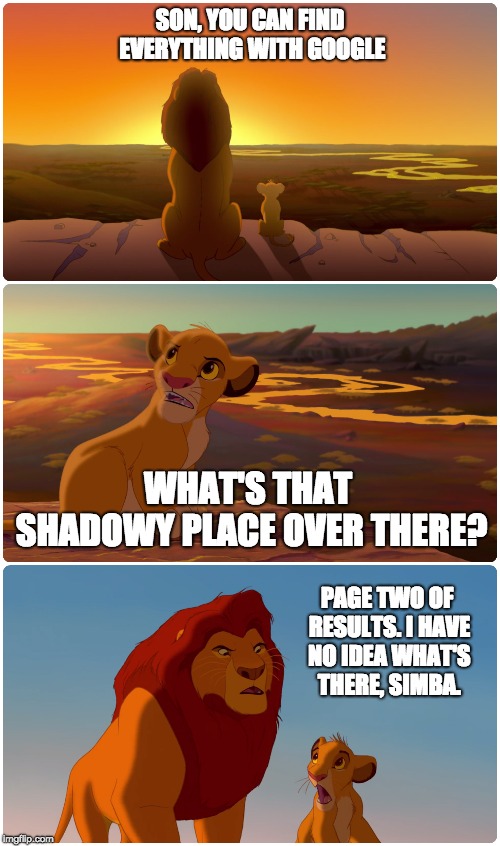 SON, YOU CAN FIND
EVERYTHING WITH GOOGLE
WHAT'S THAT
SHADOWY PLACE OVER THERE?
PAGE TWO OF
RESULTS. I HAVE
NO IDEA WHAT'S
THERE, SIMBA.
imgflip.com